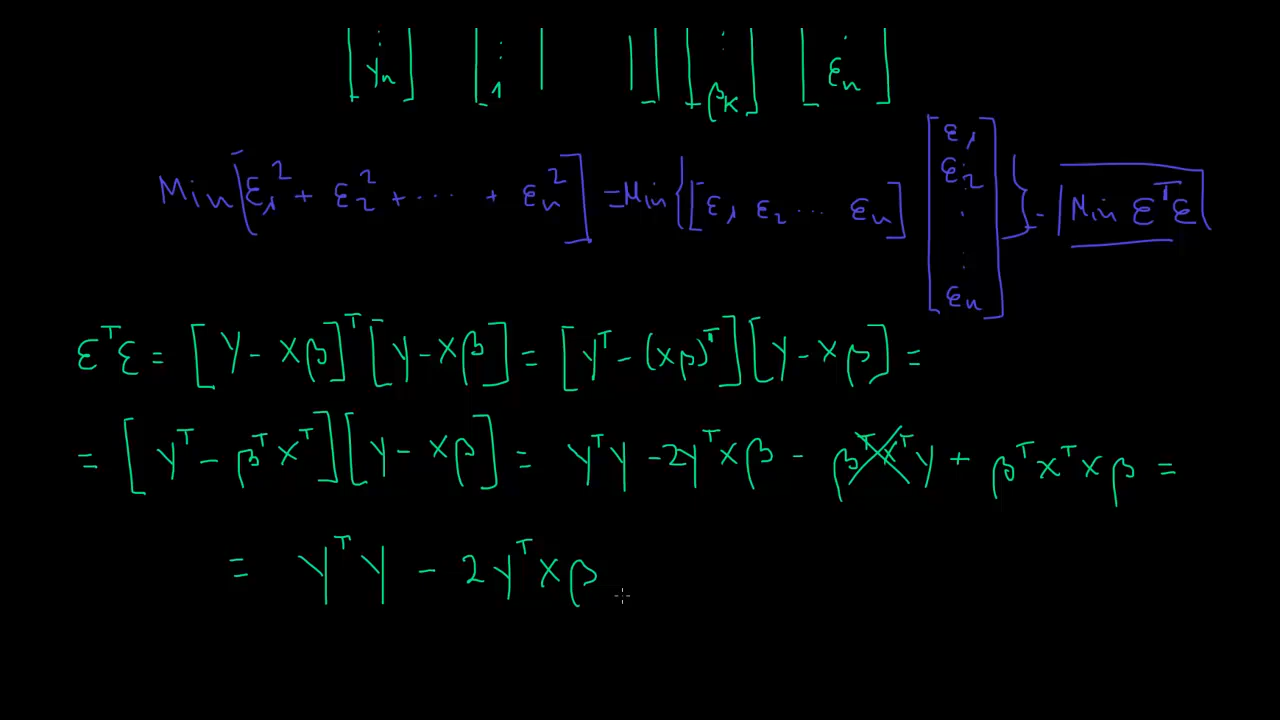 ⋮ ⋮ ⋮ ⋮
[ yₙ ] [ 1 | | ] [ βₖ ] [ εₙ ]
Min [ε₁² + ε₂² + ⋯ + εₙ²] = Min { [ε₁ ε₂ ⋯ εₙ] [ε₁ ε₂ ⋮ εₙ] } = Min εᵀε
εᵀε = [Y − Xβ]ᵀ [Y − Xβ] = [Yᵀ − (Xβ)ᵀ] [Y − Xβ] =
= [Yᵀ − βᵀXᵀ] [Y − Xβ] = YᵀY − 2YᵀXβ − βᵀXᵀY + βᵀXᵀXβ =
= YᵀY − 2YᵀXβ